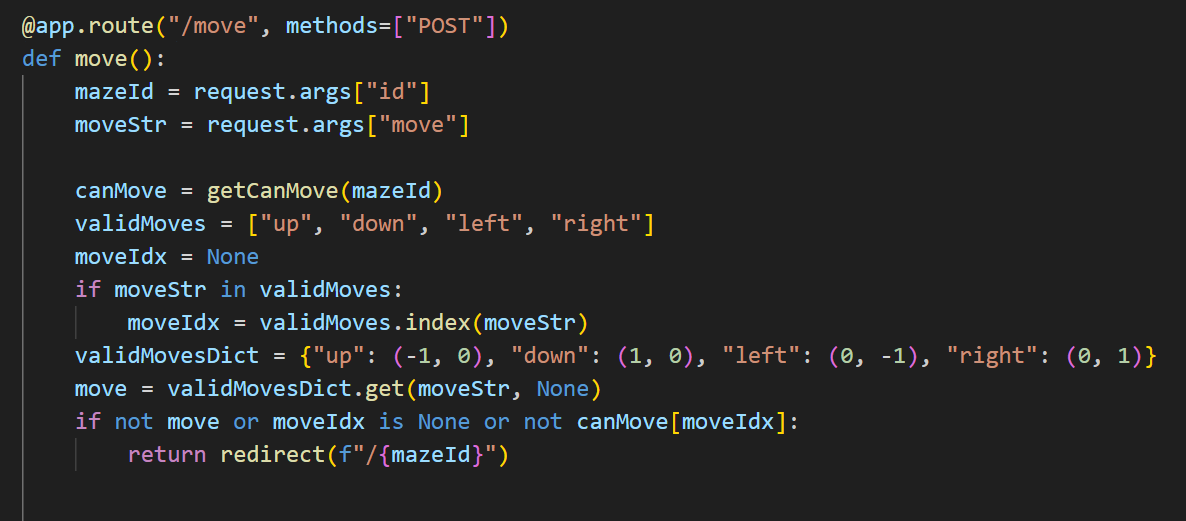 @app.route("/move", methods=["POST"])
def move():
    mazeId = request.args["id"]
    moveStr = request.args["move"]

    canMove = getCanMove(mazeId)
    validMoves = ["up", "down", "left", "right"]
    moveIdx = None
    if moveStr in validMoves:
        moveIdx = validMoves.index(moveStr)
    validMovesDict = {"up": (-1, 0), "down": (1, 0), "left": (0, -1), "right": (0, 1)}
    move = validMovesDict.get(moveStr, None)
    if not move or moveIdx is None or not canMove[moveIdx]:
        return redirect(f"/{mazeId}")